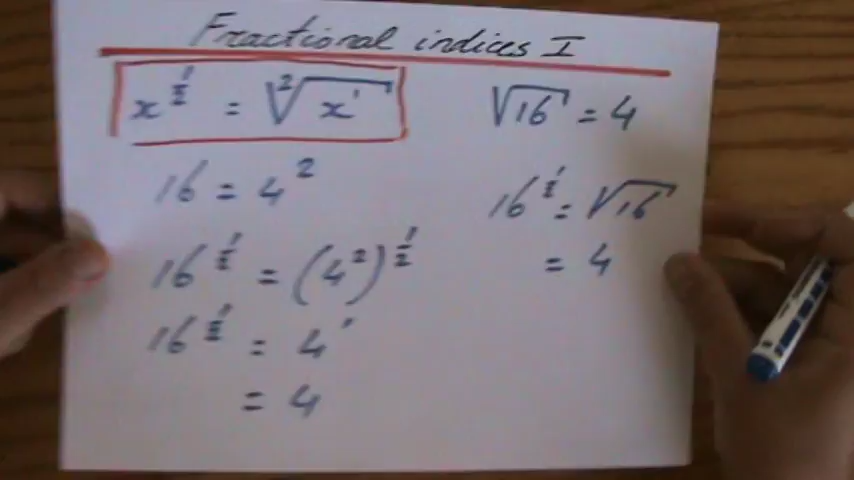 Fractional indices I
x^{1/2} = ²√x¹
16 = 4²
16^{1/2} = (4²)^{1/2}
16^{1/2} = 4¹
= 4
√16 = 4
16^{1/2} = √16
= 4